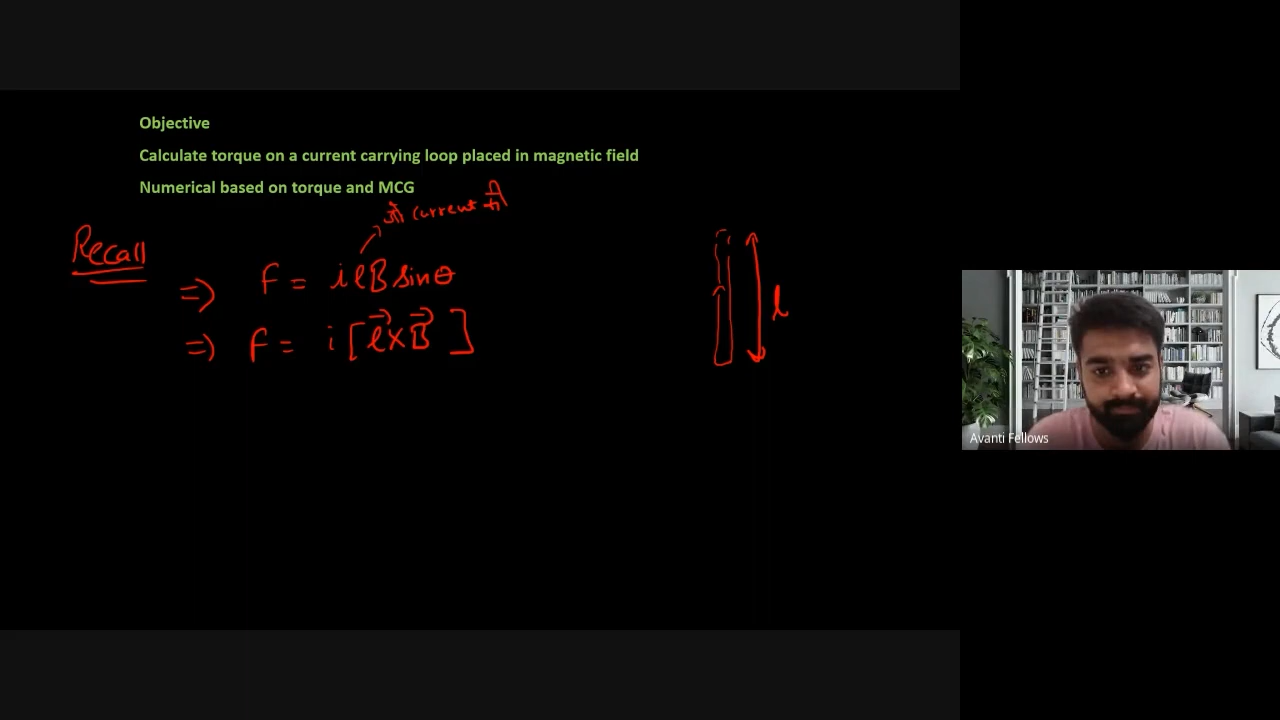 Objective
Calculate torque on a current carrying loop placed in magnetic field
Numerical based on torque and MCG
current
Recall
⇒ F = ilB sinθ
⇒ F = i[l⃗×B⃗]
l
Avanti Fellows